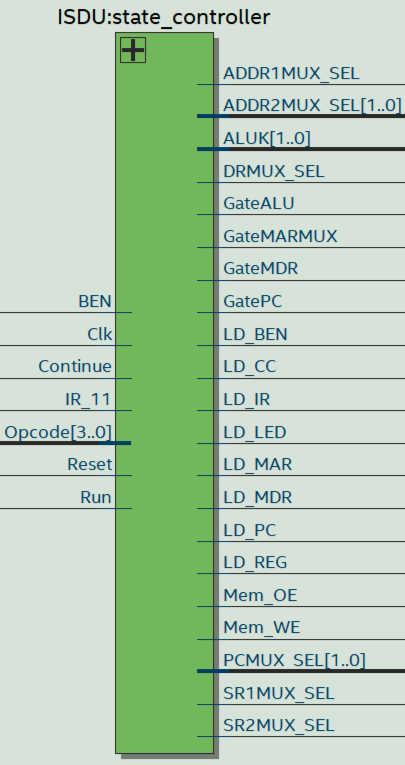 ISDU:state_controller
ADDR1MUX_SEL
ADDR2MUX_SEL[1..0]
ALUK[1..0]
DRMUX_SEL
GateALU
GateMARMUX
GateMDR
BEN
GatePC
Clk
LD_BEN
Continue
LD_CC
IR_11
LD_IR
Opcode[3..0]
LD_LED
Reset
LD_MAR
Run
LD_MDR
LD_PC
LD_REG
Mem_OE
Mem_WE
PCMUX_SEL[1..0]
SR1MUX_SEL
SR2MUX_SEL